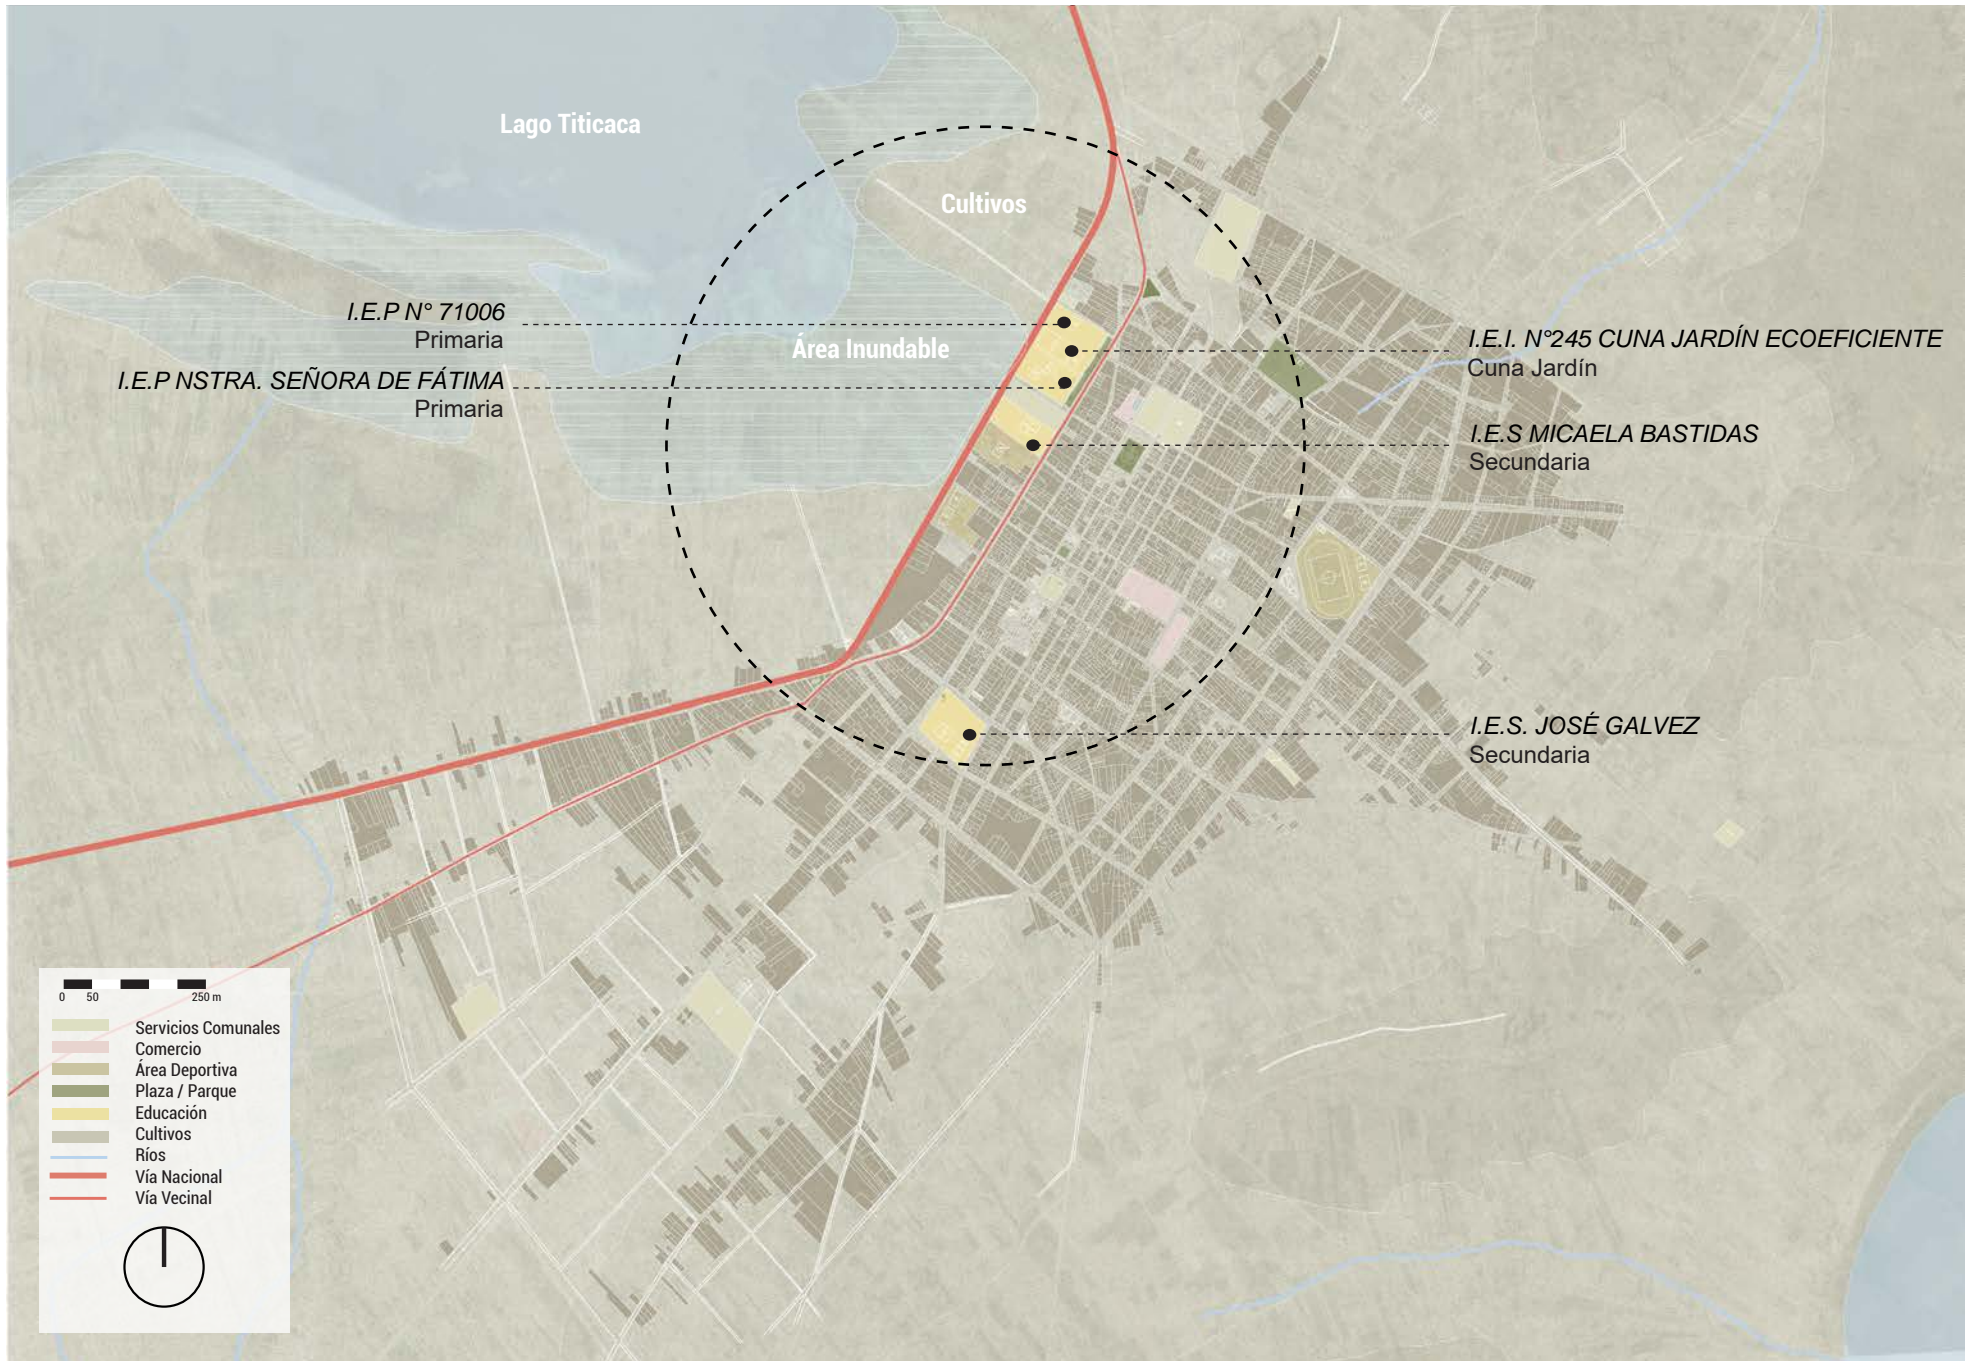 Lago Titicaca
Cultivos
I.E.P N° 71006
Primaria
Área Inundable
I.E.I. N°245 CUNA JARDÍN ECOEFICIENTE
Cuna Jardín
I.E.P NSTRA. SEÑORA DE FÁTIMA
Primaria
I.E.S MICAELA BASTIDAS
Secundaria
I.E.S. JOSÉ GALVEZ
Secundaria
0 50 250 m
Servicios Comunales
Comercio
Área Deportiva
Plaza / Parque
Educación
Cultivos
Ríos
Vía Nacional
Vía Vecinal